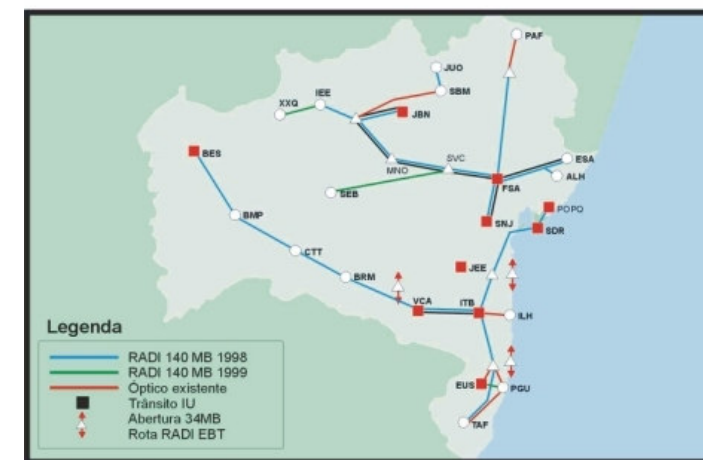 PAF
JUO
IEE
SBM
XXQ
JBN
BES
SVC
ESA
MNO
ALH
FSA
SEB
POPQ
BMP
SNJ
SDR
CTT
JEE
BRM
VCA
ITB
ILH
Legenda
RADI 140 MB 1998
RADI 140 MB 1999
Óptico existente
Trânsito IU
Abertura 34MB
Rota RADI EBT
EUS
PGU
TAF